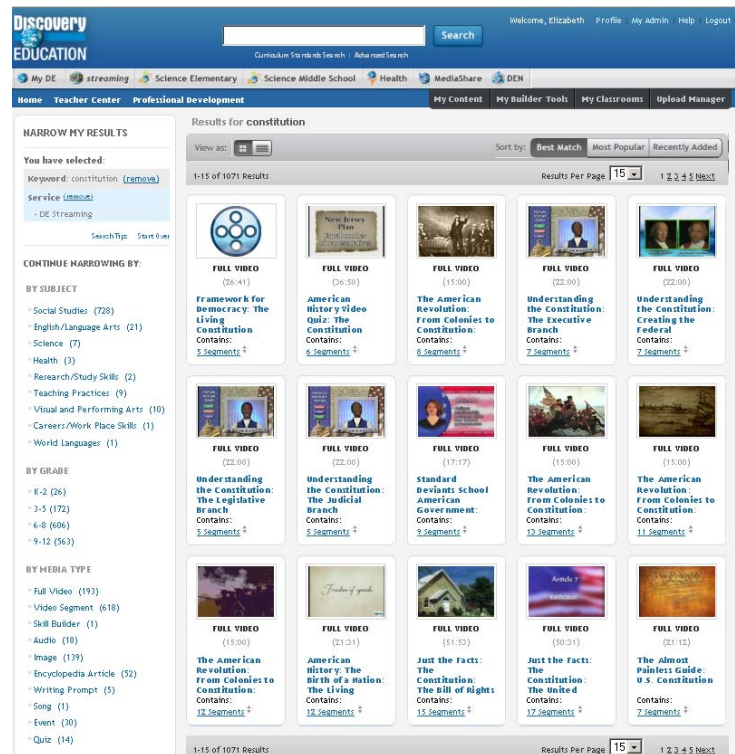 Discovery
EDUCATION
Search
Welcome, Elizabeth Profile My Admin Help Logout
Curriculum Standards Search | Advanced Search
My DE streaming Science Elementary Science Middle School Health MediaShare DEN
Home Teacher Center Professional Development
My Content My Builder Tools My Classrooms Upload Manager
NARROW MY RESULTS
You have selected:
Keyword: constitution (remove)
Service (remove)
- DE Streaming
Search Tips Start Over
CONTINUE NARROWING BY:
BY SUBJECT
Social Studies (728)
English/Language Arts (21)
Science (7)
Health (3)
Research/Study Skills (2)
Teaching Practices (9)
Visual and Performing Arts (10)
Careers/Work Place Skills (1)
World Languages (1)
BY GRADE
K-2 (26)
3-5 (172)
6-8 (606)
9-12 (563)
BY MEDIA TYPE
Full Video (193)
Video Segment (618)
Skill Builder (1)
Audio (18)
Image (139)
Encyclopedia Article (52)
Writing Prompt (5)
Song (1)
Event (30)
Quiz (14)
Results for constitution
View as:
Sort by: Best Match Most Popular Recently Added
1-15 of 1071 Results
Results Per Page 15 1 2 3 4 5 Next
FULL VIDEO
(26:41)
Framework for
Democracy: The
Living
Constitution
Contains:
5 Segments
New Jersey
Plan
FULL VIDEO
(36:58)
American
History Video
Quiz: The
Constitution
Contains:
6 Segments
FULL VIDEO
(15:00)
The American
Revolution:
From Colonies to
Constitution:
Contains:
8 Segments
FULL VIDEO
(22:00)
Understanding
the Constitution:
The Executive
Branch
Contains:
7 Segments
FULL VIDEO
(22:00)
Understanding
the Constitution:
Creating the
Federal
Contains:
7 Segments
FULL VIDEO
(22:00)
Understanding
the Constitution:
The Legislative
Branch
Contains:
5 Segments
FULL VIDEO
(22:00)
Understanding
the Constitution:
The Judicial
Branch
Contains:
5 Segments
FULL VIDEO
(17:17)
Standard
Deviants School
American
Government:
Contains:
9 Segments
FULL VIDEO
(15:00)
The American
Revolution:
From Colonies to
Constitution:
Contains:
13 Segments
FULL VIDEO
(15:00)
The American
Revolution:
From Colonies to
Constitution:
Contains:
11 Segments
FULL VIDEO
(15:00)
The American
Revolution:
From Colonies to
Constitution:
Contains:
12 Segments
Freedom of speech
FULL VIDEO
(21:31)
American
History: The
Birth of a Nation:
The Living
Contains:
12 Segments
FULL VIDEO
(51:53)
Just the Facts:
The
Constitution:
The Bill of Rights
Contains:
15 Segments
Article 7
FULL VIDEO
(50:31)
Just the Facts:
The
Constitution:
The United
Contains:
17 Segments
FULL VIDEO
(21:12)
The Almost
Painless Guide:
U.S. Constitution
Contains:
7 Segments
1-15 of 1071 Results
Results Per Page 15 1 2 3 4 5 Next